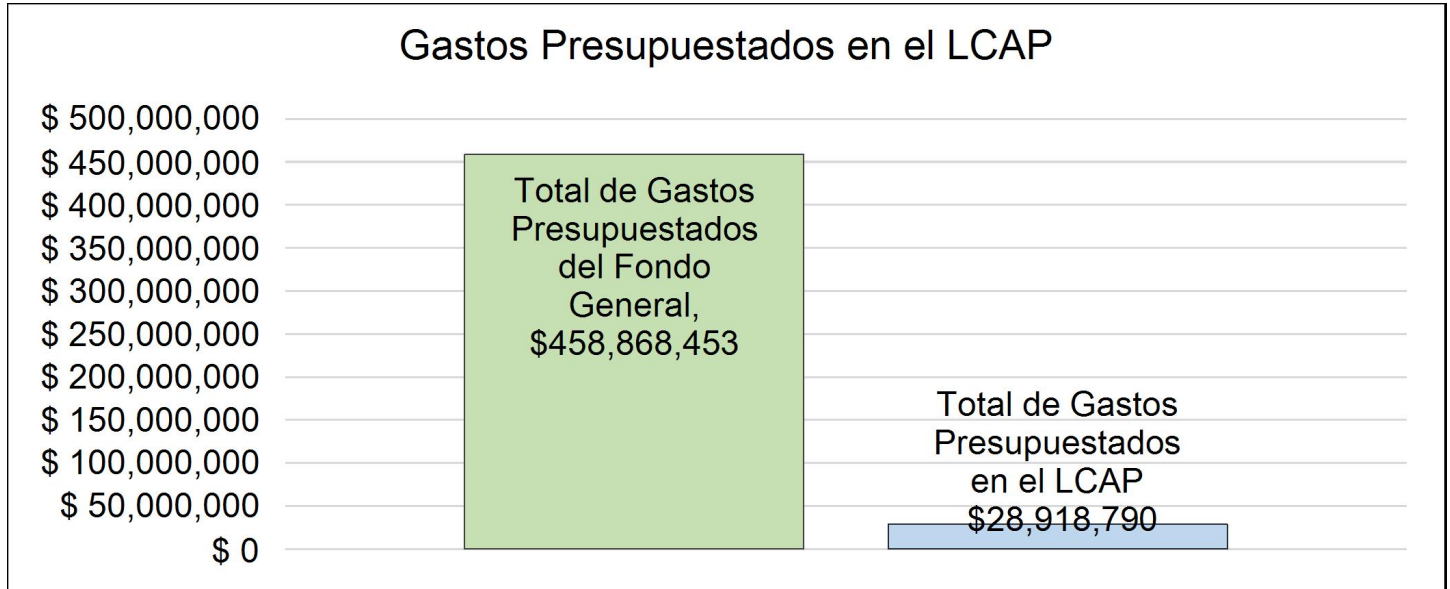 Gastos Presupuestados en el LCAP
$ 500,000,000
$ 450,000,000
$ 400,000,000
$ 350,000,000
$ 300,000,000
$ 250,000,000
$ 200,000,000
$ 150,000,000
$ 100,000,000
$ 50,000,000
$ 0
Total de Gastos
Presupuestados
del Fondo
General,
$458,868,453
Total de Gastos
Presupuestados
en el LCAP
$28,918,790